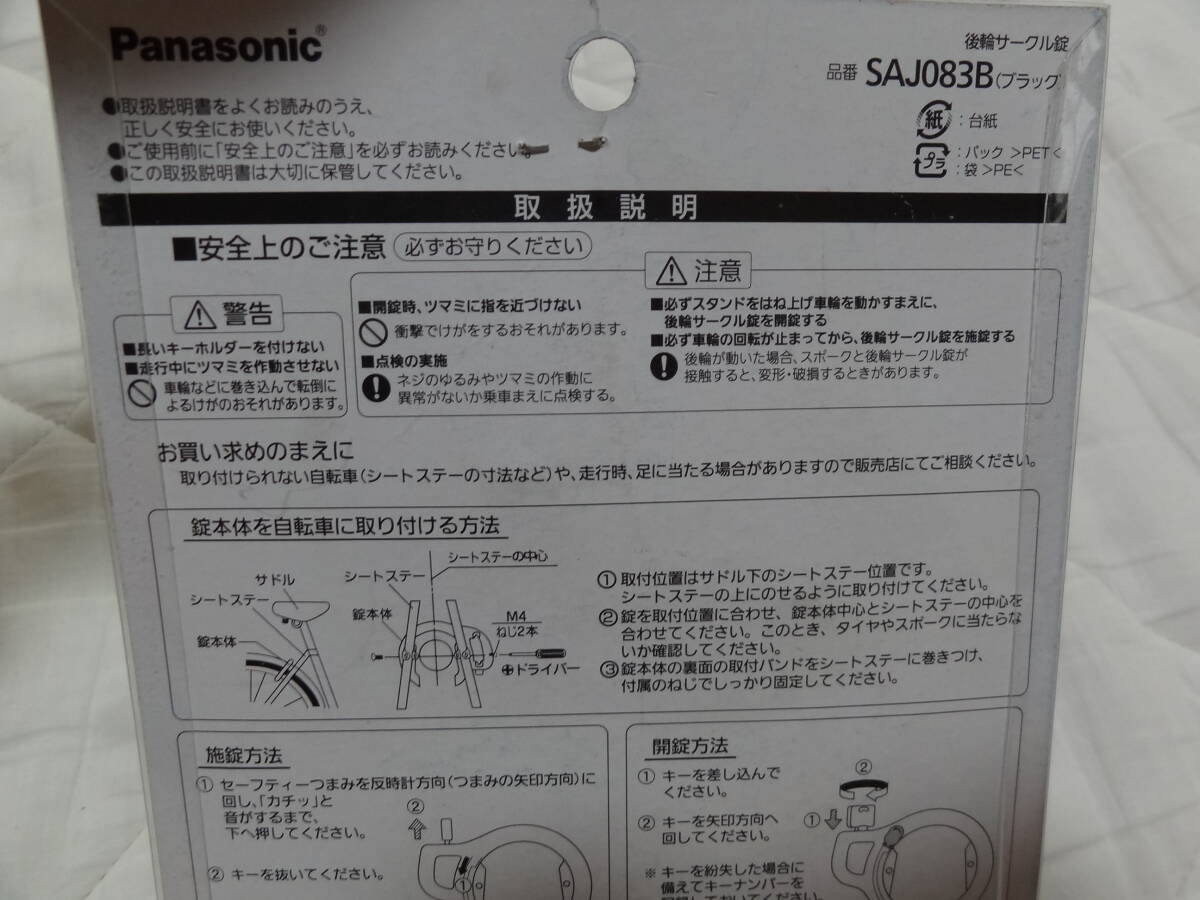 Panasonic®
後輪サークル錠
品番 SAJ083B(ブラック)
●取扱説明書をよくお読みのうえ、
正しく安全にお使いください。
●ご使用前に「安全上のご注意」を必ずお読みください。
●この取扱説明書は大切に保管してください。
紙:台紙
プラ:パック >PET<
:袋 >PE<
取扱説明
■安全上のご注意 (必ずお守りください)
⚠警告
■長いキーホルダーを付けない
■走行中にツマミを作動させない
車輪などに巻き込んで転倒に
よるけがのおそれがあります。
⚠注意
■開錠時、ツマミに指を近づけない
衝撃でけがをするおそれがあります。
■点検の実施
ネジのゆるみやツマミの作動に
異常がないか乗車まえに点検する。
■必ずスタンドをはね上げ車輪を動かすまえに、
後輪サークル錠を開錠する
■必ず車輪の回転が止まってから、後輪サークル錠を施錠する
後輪が動いた場合、スポークと後輪サークル錠が
接触すると、変形・破損するときがあります。
お買い求めのまえに
取り付けられない自転車(シートステーの寸法など)や、走行時、足に当たる場合がありますので販売店にてご相談ください。
錠本体を自転車に取り付ける方法
サドル
シートステー
錠本体
シートステーの中心
シートステー
錠本体
M4
ねじ2本
⊕ドライバー
① 取付位置はサドル下のシートステー位置です。
シートステーの上にのせるように取り付けてください。
② 錠を取付位置に合わせ、錠本体中心とシートステーの中心を
合わせてください。このとき、タイヤやスポークに当たらな
いか確認してください。
③ 錠本体の裏面の取付バンドをシートステーに巻きつけ、
付属のねじでしっかり固定してください。
施錠方法
① セーフティーつまみを反時計方向(つまみの矢印方向)に
回し、「カチッ」と
音がするまで、
下へ押してください。
② キーを抜いてください。
②
①
開錠方法
① キーを差し込んで
ください。
② キーを矢印方向へ
回してください。
※ キーを紛失した場合に
備えてキーナンバーを
記録しておいてください。
②
①